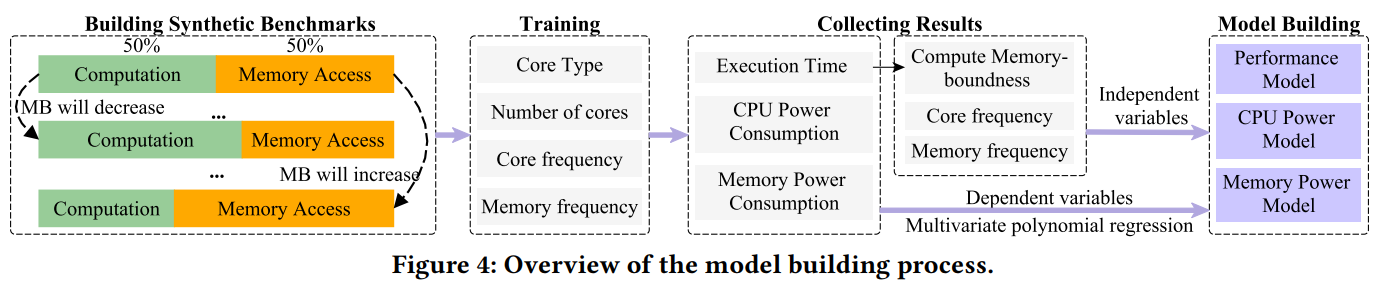 Building Synthetic Benchmarks
50%
50%
Computation
Memory Access
MB will decrease
...
Computation
Memory Access
...
MB will increase
Computation
Memory Access
Training
Core Type
Number of cores
Core frequency
Memory frequency
Collecting Results
Execution Time
CPU Power
Consumption
Memory Power
Consumption
Compute Memory-
boundness
Core frequency
Memory frequency
Independent
variables
Dependent variables
Multivariate polynomial regression
Model Building
Performance
Model
CPU Power
Model
Memory Power
Model
Figure 4: Overview of the model building process.